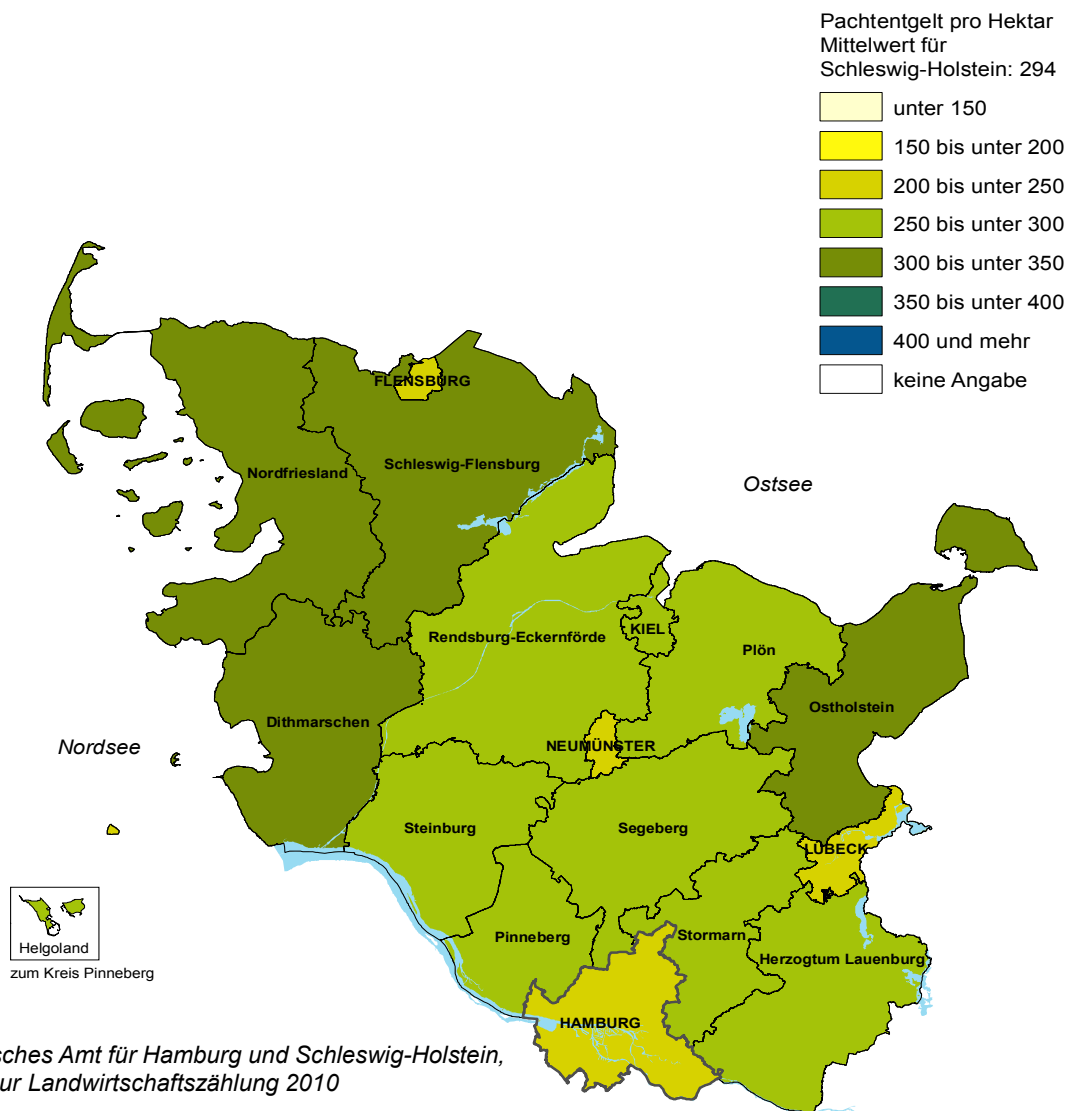 Pachtentgelt pro Hektar
Mittelwert für
Schleswig-Holstein: 294
unter 150
150 bis unter 200
200 bis unter 250
250 bis unter 300
300 bis unter 350
350 bis unter 400
400 und mehr
keine Angabe
FLENSBURG
Nordfriesland
Schleswig-Flensburg
Ostsee
Rendsburg-Eckernförde
KIEL
Plön
Ostholstein
Dithmarschen
Nordsee
NEUMÜNSTER
Steinburg
Segeberg
LÜBECK
Pinneberg
Stormarn
Herzogtum Lauenburg
Helgoland
zum Kreis Pinneberg
HAMBURG
sches Amt für Hamburg und Schleswig-Holstein,
ur Landwirtschaftszählung 2010